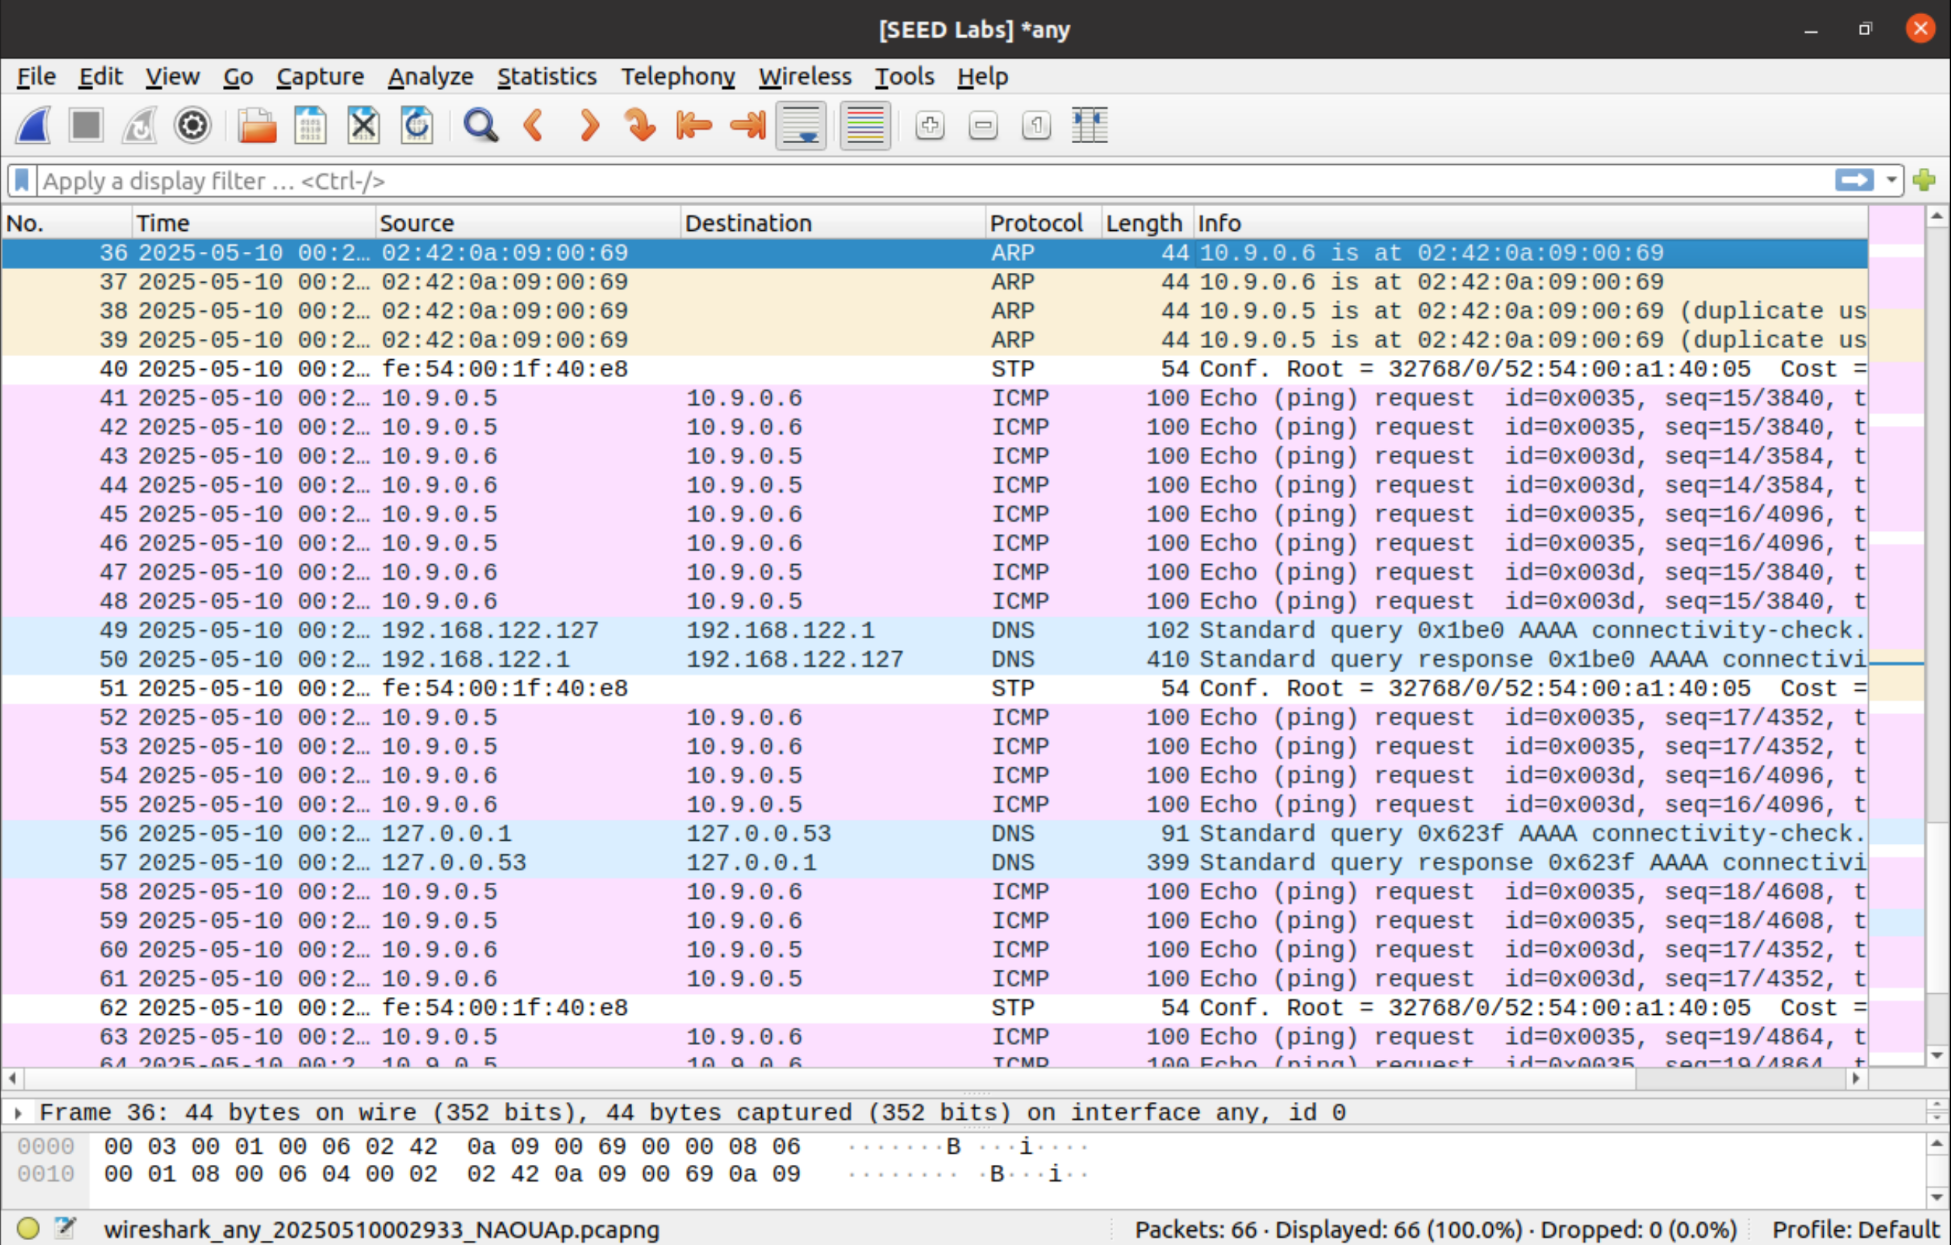 [SEED Labs] *any
File Edit View Go Capture Analyze Statistics Telephony Wireless Tools Help
Apply a display filter … <Ctrl-/>
No. Time Source Destination Protocol Length Info
36 2025-05-10 00:2… 02:42:0a:09:00:69 ARP 44 10.9.0.6 is at 02:42:0a:09:00:69
37 2025-05-10 00:2… 02:42:0a:09:00:69 ARP 44 10.9.0.6 is at 02:42:0a:09:00:69
38 2025-05-10 00:2… 02:42:0a:09:00:69 ARP 44 10.9.0.5 is at 02:42:0a:09:00:69 (duplicate us
39 2025-05-10 00:2… 02:42:0a:09:00:69 ARP 44 10.9.0.5 is at 02:42:0a:09:00:69 (duplicate us
40 2025-05-10 00:2… fe:54:00:1f:40:e8 STP 54 Conf. Root = 32768/0/52:54:00:a1:40:05 Cost =
41 2025-05-10 00:2… 10.9.0.5 10.9.0.6 ICMP 100 Echo (ping) request id=0x0035, seq=15/3840, t
42 2025-05-10 00:2… 10.9.0.5 10.9.0.6 ICMP 100 Echo (ping) request id=0x0035, seq=15/3840, t
43 2025-05-10 00:2… 10.9.0.6 10.9.0.5 ICMP 100 Echo (ping) request id=0x003d, seq=14/3584, t
44 2025-05-10 00:2… 10.9.0.6 10.9.0.5 ICMP 100 Echo (ping) request id=0x003d, seq=14/3584, t
45 2025-05-10 00:2… 10.9.0.5 10.9.0.6 ICMP 100 Echo (ping) request id=0x0035, seq=16/4096, t
46 2025-05-10 00:2… 10.9.0.5 10.9.0.6 ICMP 100 Echo (ping) request id=0x0035, seq=16/4096, t
47 2025-05-10 00:2… 10.9.0.6 10.9.0.5 ICMP 100 Echo (ping) request id=0x003d, seq=15/3840, t
48 2025-05-10 00:2… 10.9.0.6 10.9.0.5 ICMP 100 Echo (ping) request id=0x003d, seq=15/3840, t
49 2025-05-10 00:2… 192.168.122.127 192.168.122.1 DNS 102 Standard query 0x1be0 AAAA connectivity-check.
50 2025-05-10 00:2… 192.168.122.1 192.168.122.127 DNS 410 Standard query response 0x1be0 AAAA connectivi
51 2025-05-10 00:2… fe:54:00:1f:40:e8 STP 54 Conf. Root = 32768/0/52:54:00:a1:40:05 Cost =
52 2025-05-10 00:2… 10.9.0.5 10.9.0.6 ICMP 100 Echo (ping) request id=0x0035, seq=17/4352, t
53 2025-05-10 00:2… 10.9.0.5 10.9.0.6 ICMP 100 Echo (ping) request id=0x0035, seq=17/4352, t
54 2025-05-10 00:2… 10.9.0.6 10.9.0.5 ICMP 100 Echo (ping) request id=0x003d, seq=16/4096, t
55 2025-05-10 00:2… 10.9.0.6 10.9.0.5 ICMP 100 Echo (ping) request id=0x003d, seq=16/4096, t
56 2025-05-10 00:2… 127.0.0.1 127.0.0.53 DNS 91 Standard query 0x623f AAAA connectivity-check.
57 2025-05-10 00:2… 127.0.0.53 127.0.0.1 DNS 399 Standard query response 0x623f AAAA connectivi
58 2025-05-10 00:2… 10.9.0.5 10.9.0.6 ICMP 100 Echo (ping) request id=0x0035, seq=18/4608, t
59 2025-05-10 00:2… 10.9.0.5 10.9.0.6 ICMP 100 Echo (ping) request id=0x0035, seq=18/4608, t
60 2025-05-10 00:2… 10.9.0.6 10.9.0.5 ICMP 100 Echo (ping) request id=0x003d, seq=17/4352, t
61 2025-05-10 00:2… 10.9.0.6 10.9.0.5 ICMP 100 Echo (ping) request id=0x003d, seq=17/4352, t
62 2025-05-10 00:2… fe:54:00:1f:40:e8 STP 54 Conf. Root = 32768/0/52:54:00:a1:40:05 Cost =
63 2025-05-10 00:2… 10.9.0.5 10.9.0.6 ICMP 100 Echo (ping) request id=0x0035, seq=19/4864, t
64 2025-05-10 00:2… 10.9.0.5 10.9.0.6 ICMP 100 Echo (ping) request id=0x0035, seq=19/4864, t
Frame 36: 44 bytes on wire (352 bits), 44 bytes captured (352 bits) on interface any, id 0
0000 00 03 00 01 00 06 02 42 0a 09 00 69 00 00 08 06 ·······B ···i····
0010 00 01 08 00 06 04 00 02 02 42 0a 09 00 69 0a 09 ········ ·B···i··
wireshark_any_20250510002933_NAOUAp.pcapng Packets: 66 · Displayed: 66 (100.0%) · Dropped: 0 (0.0%) Profile: Default